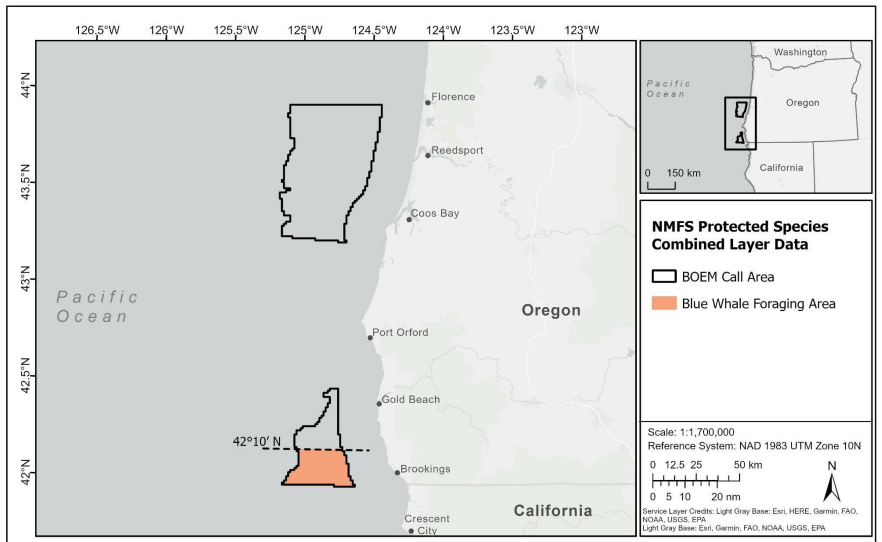 126.5°W 126°W 125.5°W 125°W 124.5°W 124°W 123.5°W 123°W
44°N
43.5°N
43°N
42.5°N
42°N
Florence
Reedsport
Coos Bay
Pacific
Ocean
Oregon
Port Orford
Gold Beach
42°10' N
Brookings
California
Crescent
City
Washington
Pacific
Ocean
Oregon
California
0 150 km
NMFS Protected Species
Combined Layer Data
BOEM Call Area
Blue Whale Foraging Area
Scale: 1:1,700,000
Reference System: NAD 1983 UTM Zone 10N
0 12.5 25 50 km
N
0 5 10 20 nm
Service Layer Credits: Light Gray Base: Esri, HERE, Garmin, FAO,
NOAA, USGS, EPA
Light Gray Base: Esri, Garmin, FAO, NOAA, USGS, EPA